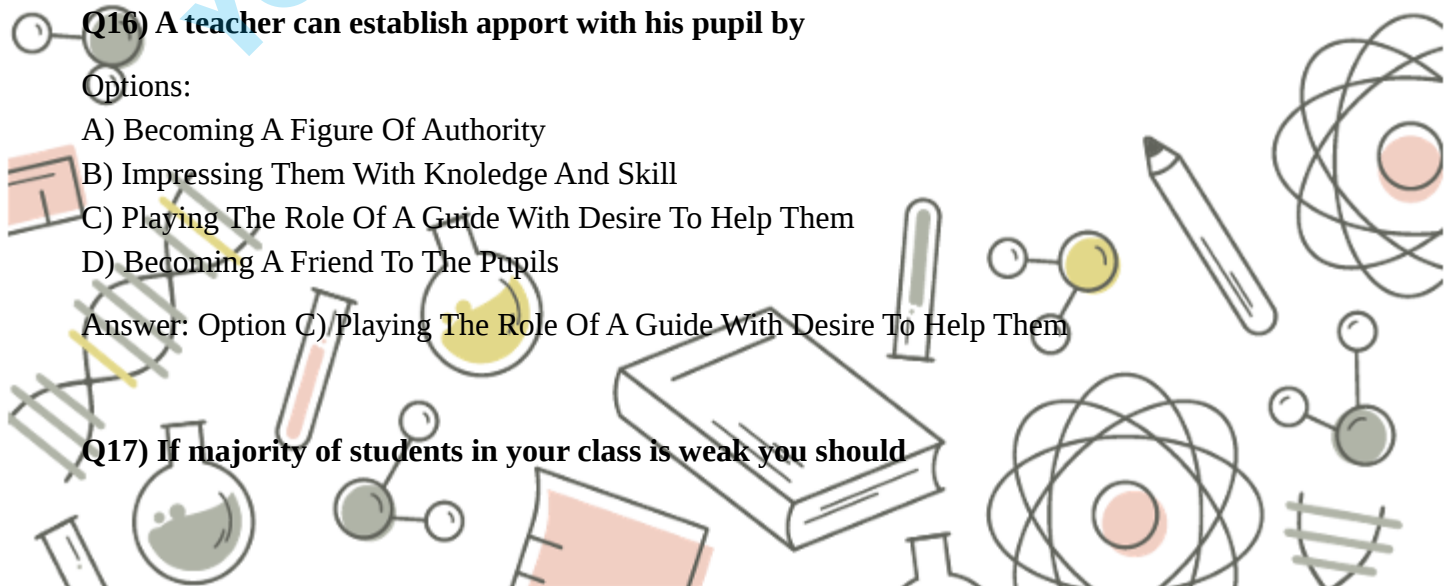 Q16) A teacher can establish apport with his pupil by
Options:
A) Becoming A Figure Of Authority
B) Impressing Them With Knoledge And Skill
C) Playing The Role Of A Guide With Desire To Help Them
D) Becoming A Friend To The Pupils
Answer: Option C) Playing The Role Of A Guide With Desire To Help Them
Q17) If majority of students in your class is weak you should